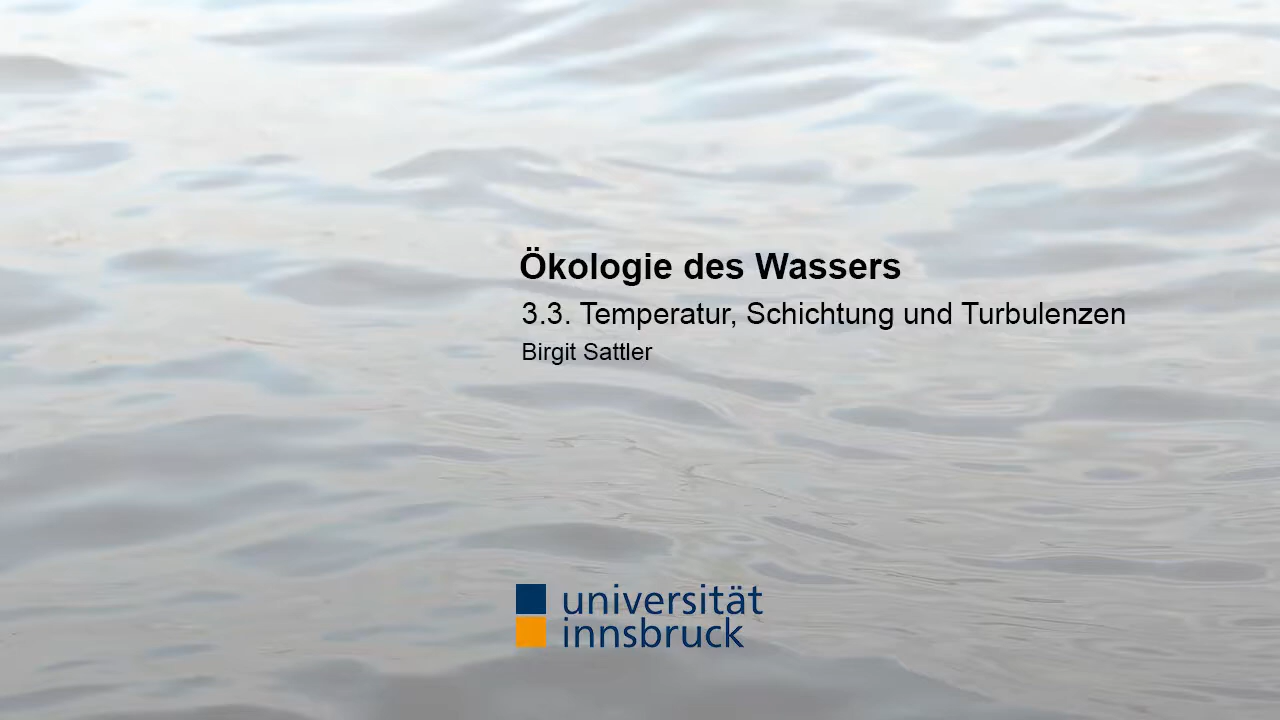 Ökologie des Wassers
3.3. Temperatur, Schichtung und Turbulenzen
Birgit Sattler
universität
innsbruck